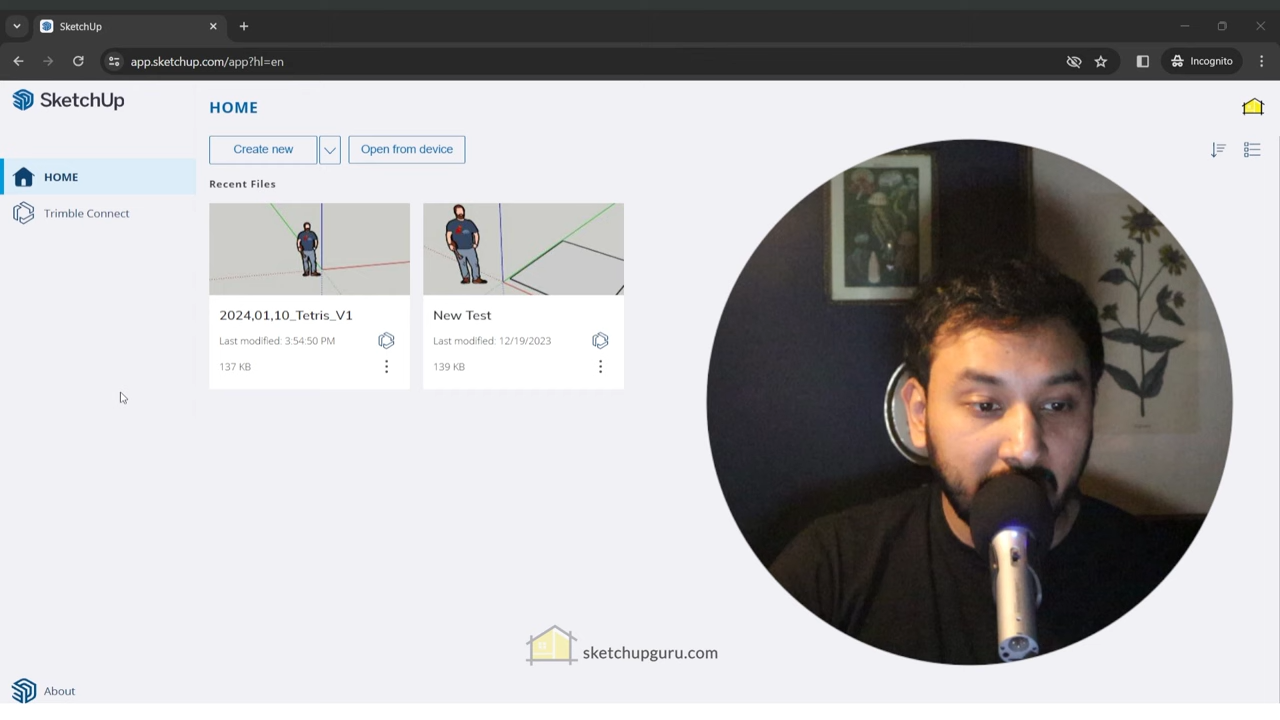 SketchUp
app.sketchup.com/app?hl=en
Incognito
SketchUp
HOME
Create new
Open from device
HOME
Recent Files
Trimble Connect
2024,01,10_Tetris_V1
Last modified: 3:54:50 PM
137 KB
New Test
Last modified: 12/19/2023
139 KB
sketchupguru.com
About